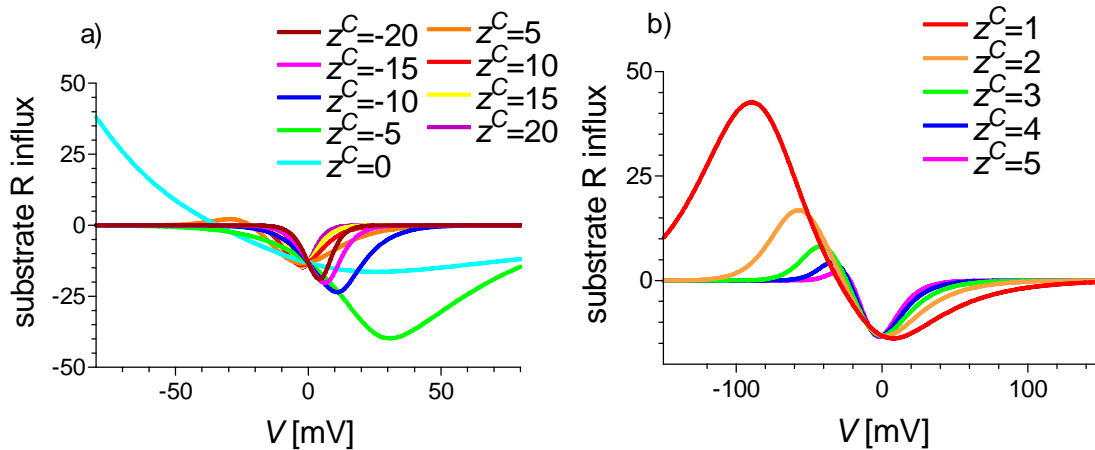 a)
z^C=-20
z^C=5
z^C=-15
z^C=10
z^C=-10
z^C=15
z^C=-5
z^C=20
z^C=0
50
25
0
-25
-50
substrate R influx
-50
0
50
V [mV]
b)
z^C=1
z^C=2
z^C=3
z^C=4
z^C=5
50
25
0
substrate R influx
-100
0
100
V [mV]